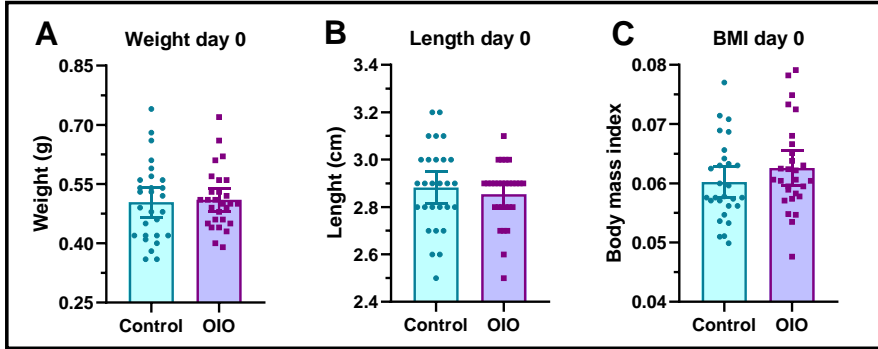 A Weight day 0
Weight (g)
0.85
0.70
0.55
0.40
0.25
Control OIO
B Length day 0
Lenght (cm)
3.4
3.2
3.0
2.8
2.6
2.4
Control OIO
C BMI day 0
Body mass index
0.08
0.07
0.06
0.05
0.04
Control OIO